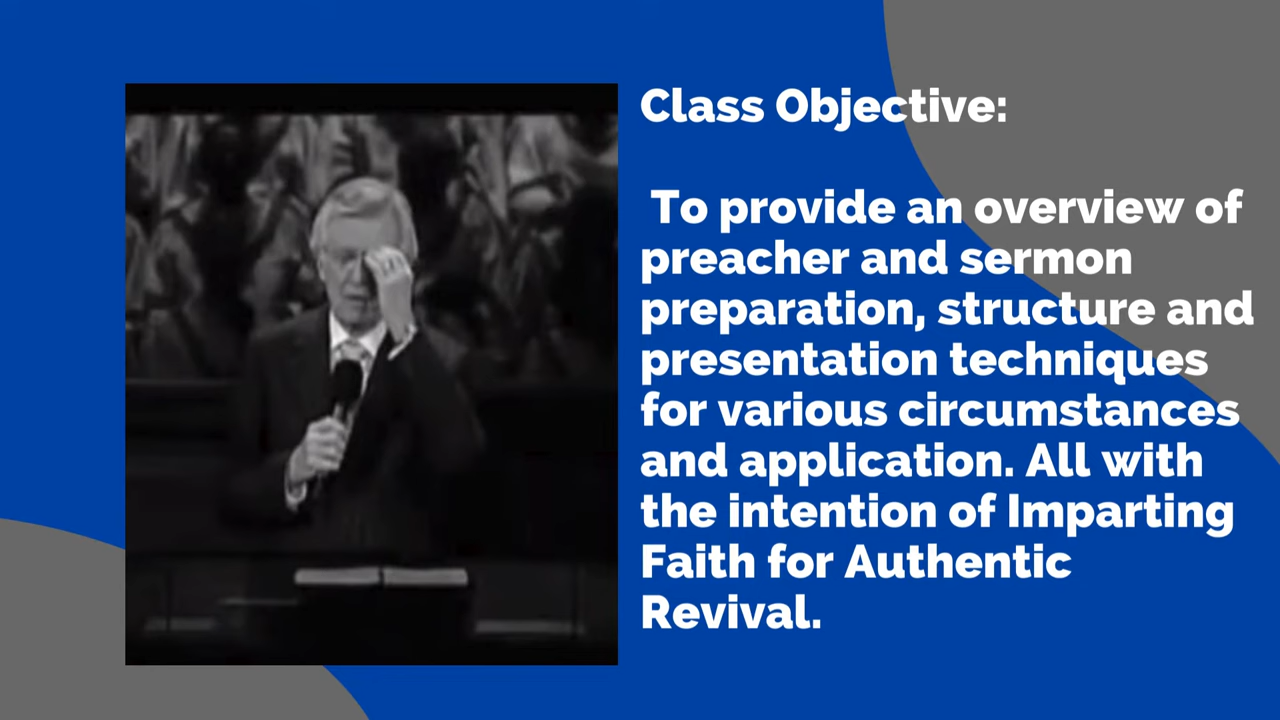 Class Objective:
To provide an overview of
preacher and sermon
preparation, structure and
presentation techniques
for various circumstances
and application. All with
the intention of Imparting
Faith for Authentic
Revival.